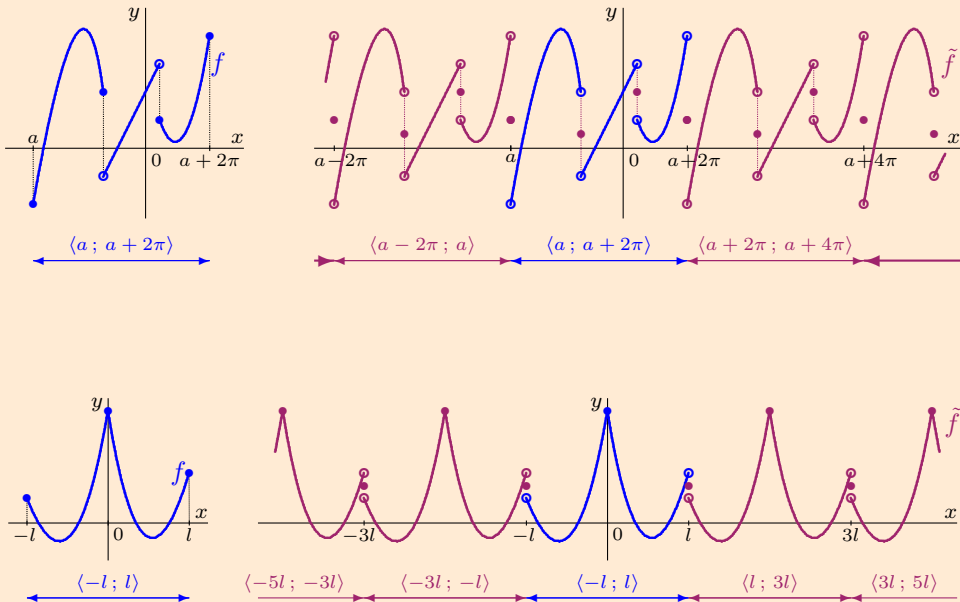 f
a
x
0
a + 2π
⟨a ; a + 2π⟩
f̃
a−2π
a
0
a+2π
a+4π
x
⟨a − 2π ; a⟩
⟨a ; a + 2π⟩
⟨a + 2π ; a + 4π⟩
y
f
x
−l
0
l
⟨−l ; l⟩
y
f̃
x
−3l
−l
0
l
3l
⟨−5l ; −3l⟩
⟨−3l ; −l⟩
⟨−l ; l⟩
⟨l ; 3l⟩
⟨3l ; 5l⟩